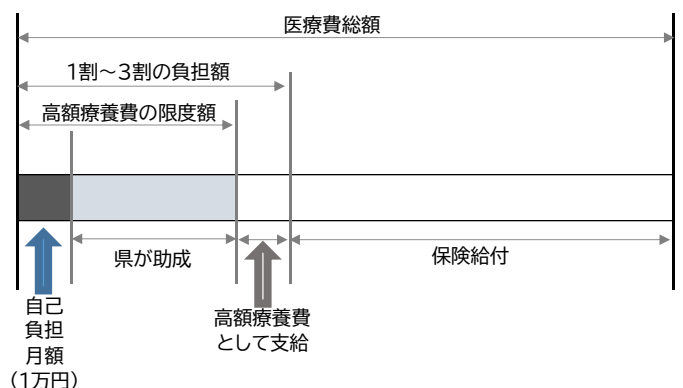 医療費総額
1割～3割の負担額
高額療養費の限度額
県が助成
保険給付
自己
負担
月額
(1万円)
高額療養費
として支給